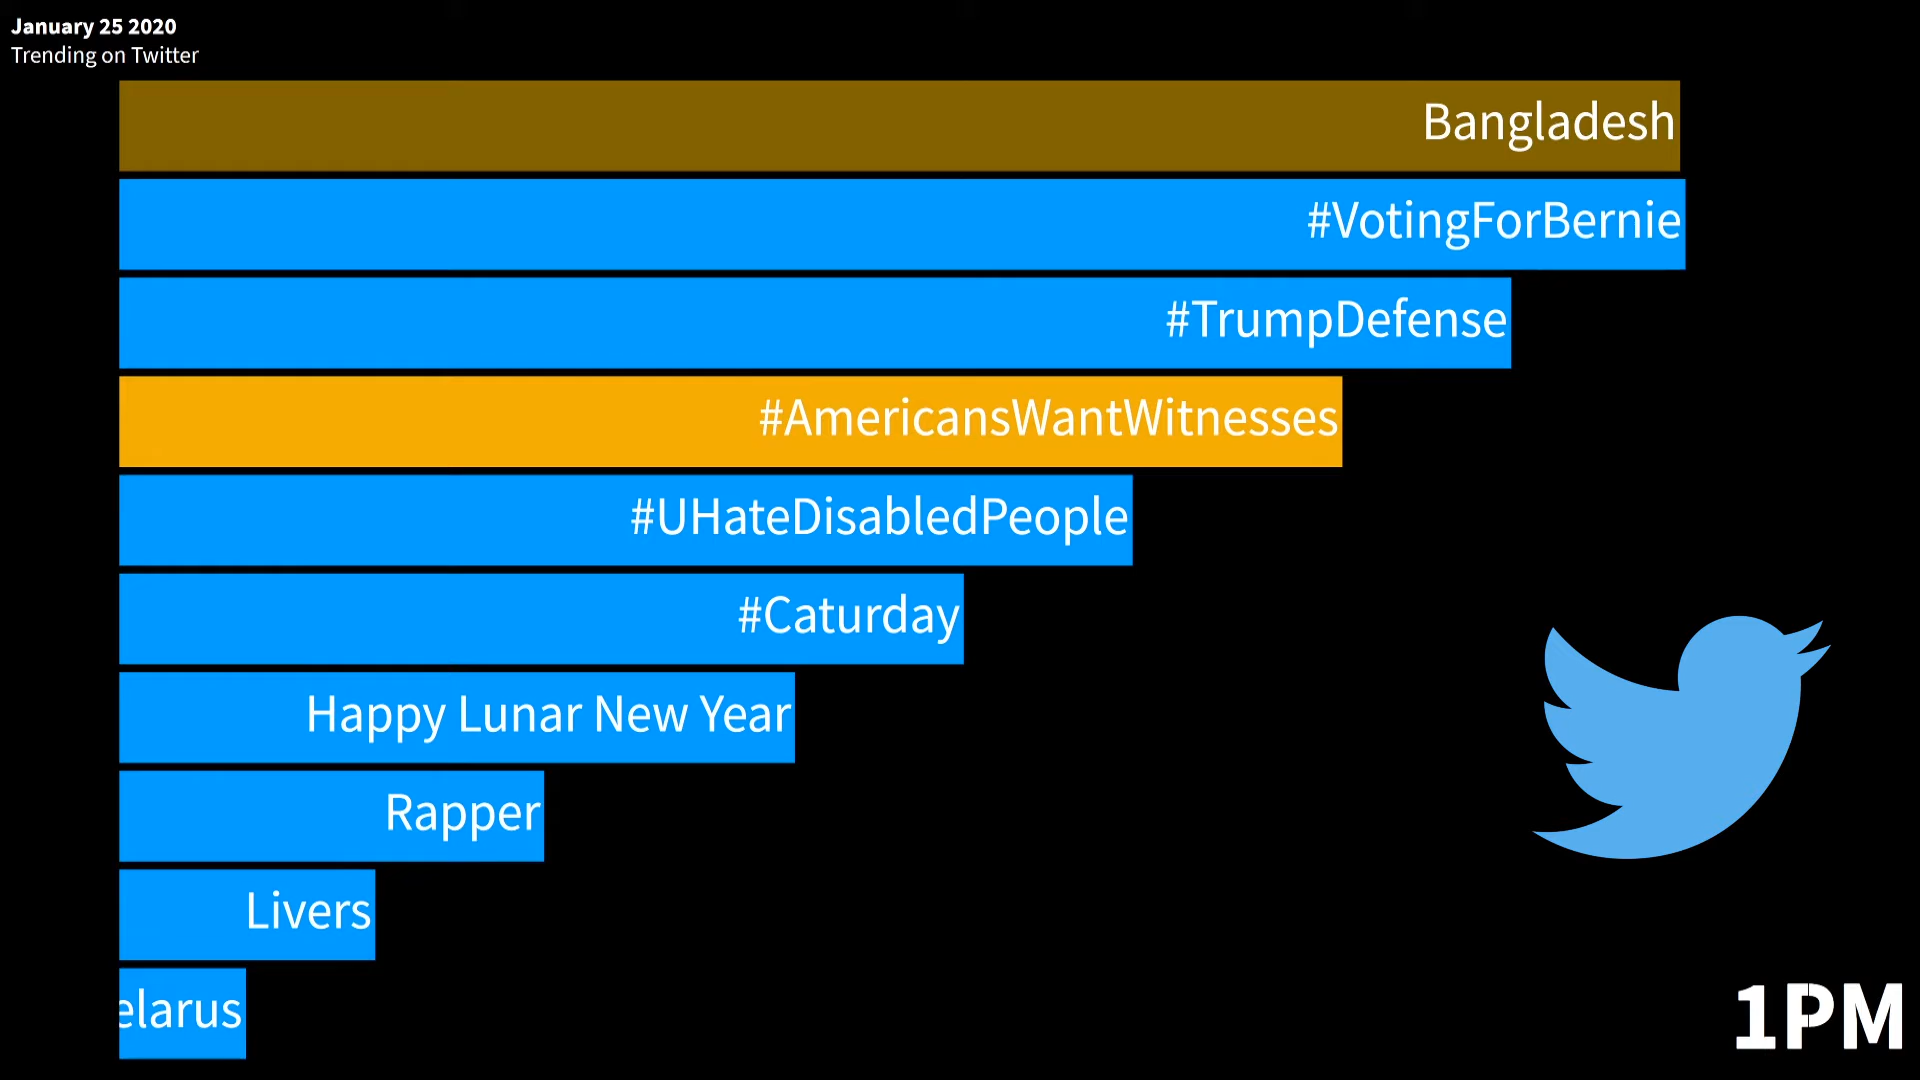 January 25 2020
Trending on Twitter
Bangladesh
#VotingForBernie
#TrumpDefense
#AmericansWantWitnesses
#UHateDisabledPeople
#Caturday
Happy Lunar New Year
Rapper
Livers
elarus
1PM